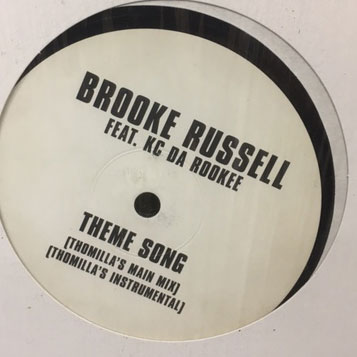 BROOKE RUSSELL
FEAT. KC DA ROOKEE
THEME SONG
[THOMILLA'S MAIN MIX]
[THOMILLA'S INSTRUMENTAL]